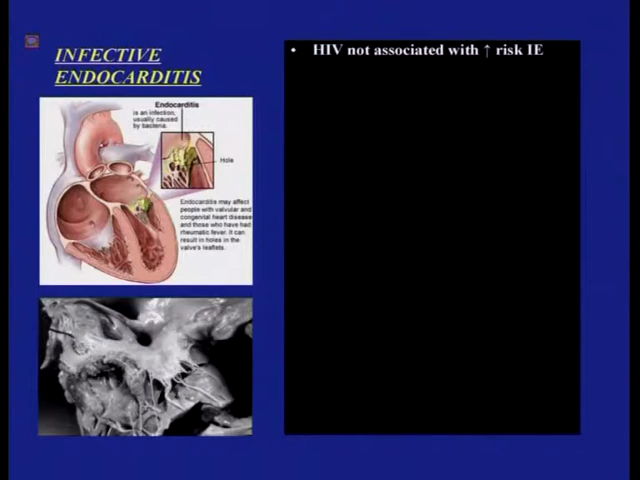 INFECTIVE
ENDOCARDITIS
• HIV not associated with ↑ risk IE
Endocarditis
is an infection,
usually caused
by bacteria.
Hole
Endocarditis may affect
people with valvular and
congenital heart disease
and those who have had
rheumatic fever. It can
result in holes in the
valve's leaflets.